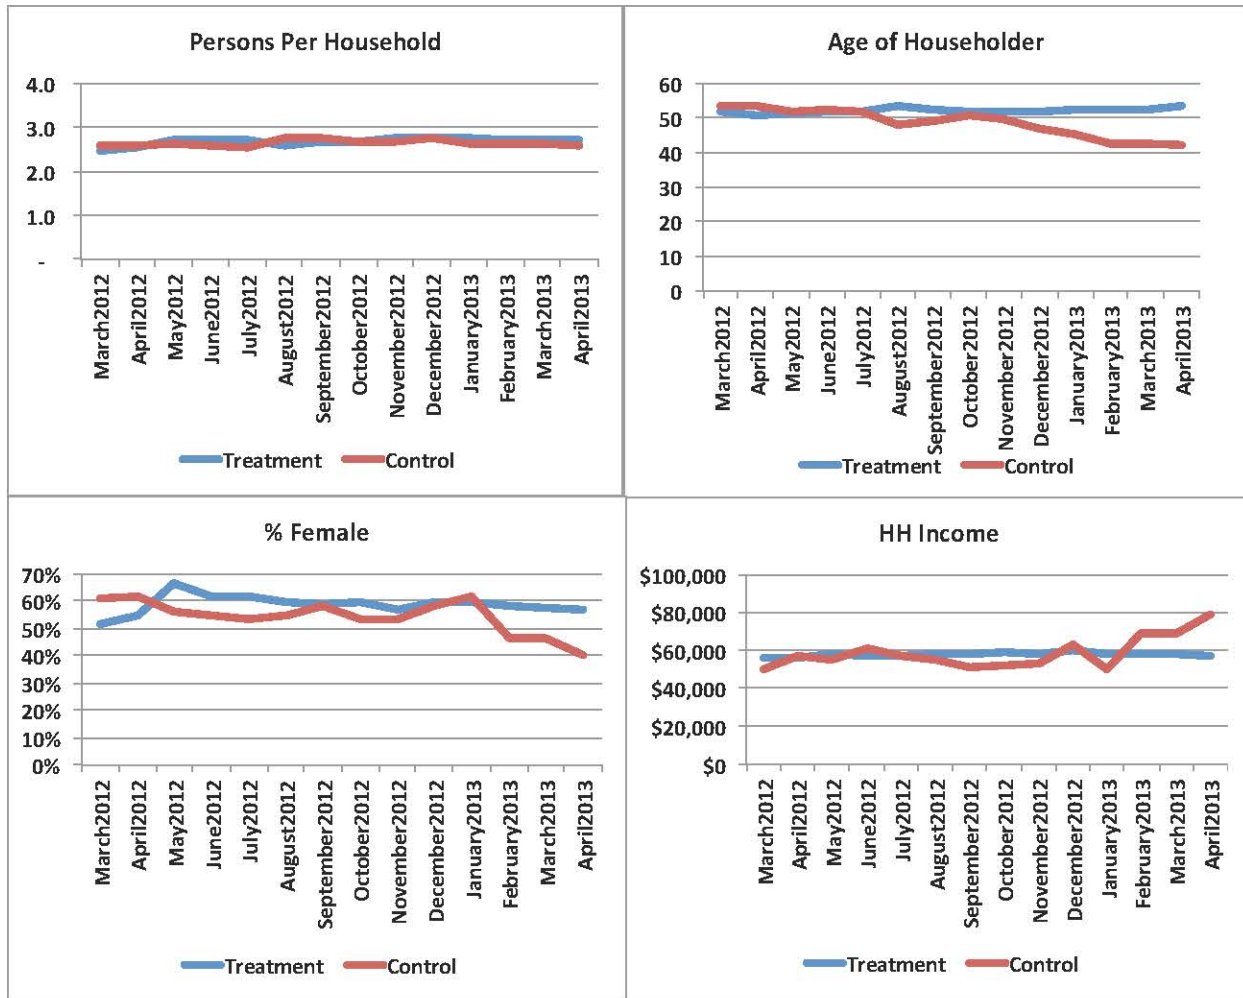 Persons Per Household
4.0
3.0
2.0
1.0
-
March2012
April2012
May2012
June2012
July2012
August2012
September2012
October2012
November2012
December2012
January2013
February2013
March2013
April2013
Treatment Control
Age of Householder
60
50
40
30
20
10
0
March2012
April2012
May2012
June2012
July2012
August2012
September2012
October2012
November2012
December2012
January2013
February2013
March2013
April2013
Treatment Control
% Female
70%
60%
50%
40%
30%
20%
10%
0%
March2012
April2012
May2012
June2012
July2012
August2012
September2012
October2012
November2012
December2012
January2013
February2013
March2013
April2013
Treatment Control
HH Income
$100,000
$80,000
$60,000
$40,000
$20,000
$0
March2012
April2012
May2012
June2012
July2012
August2012
September2012
October2012
November2012
December2012
January2013
February2013
March2013
April2013
Treatment Control